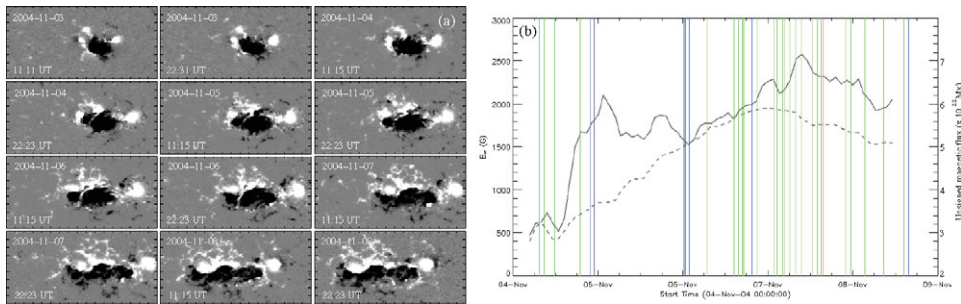 2004-11-03
11:11 UT
2004-11-03
22:31 UT
(a)
2004-11-04
11:15 UT
2004-11-04
22:23 UT
2004-11-05
11:15 UT
2004-11-05
22:23 UT
2004-11-06
11:15 UT
2004-11-06
22:23 UT
2004-11-07
11:15 UT
2004-11-07
22:23 UT
11:15 UT
22:23 UT
(b)
3000
2500
2000
1500
1000
500
0
(G)
7
6
5
4
3
2
Unsigned magnetic flux (x 10²² Mx)
04-Nov
05-Nov
06-Nov
07-Nov
08-Nov
09-Nov
Start Time (04-Nov-04 00:00:00)